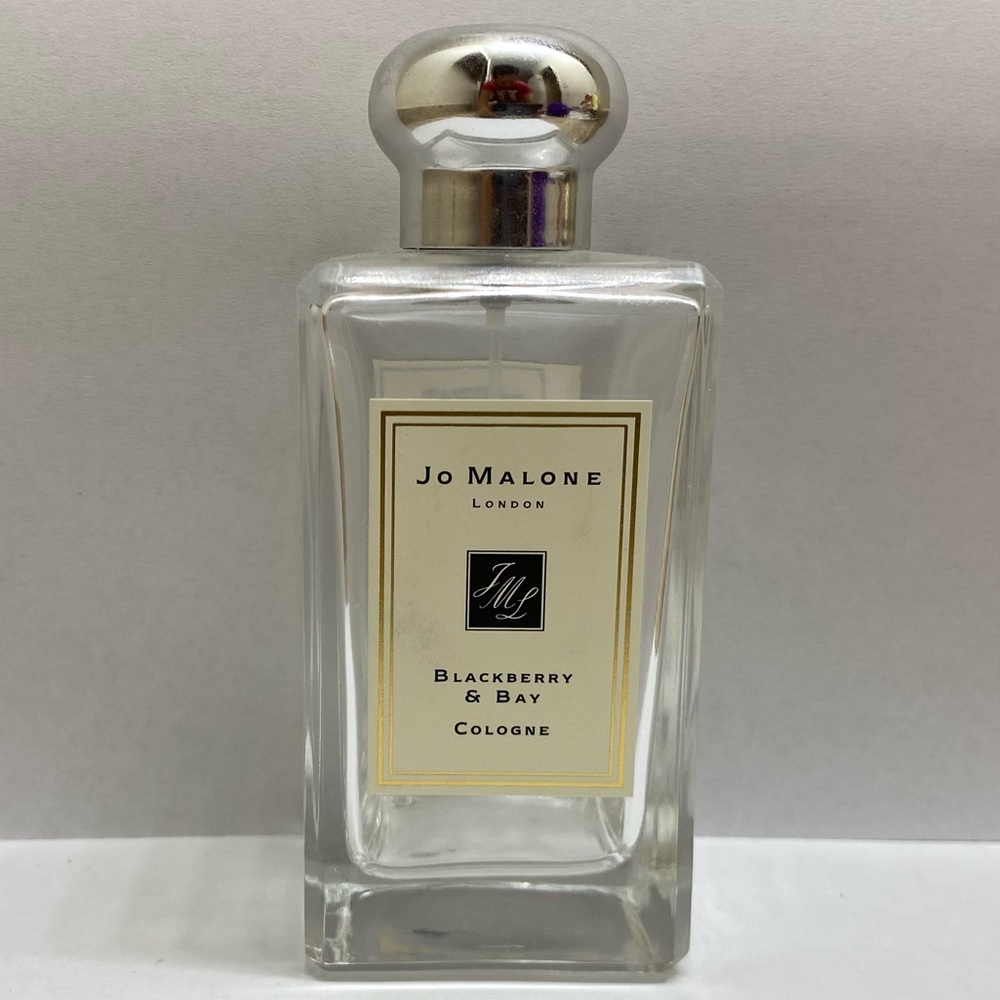 Jo Malone
London
JML
Blackberry
& Bay
Cologne